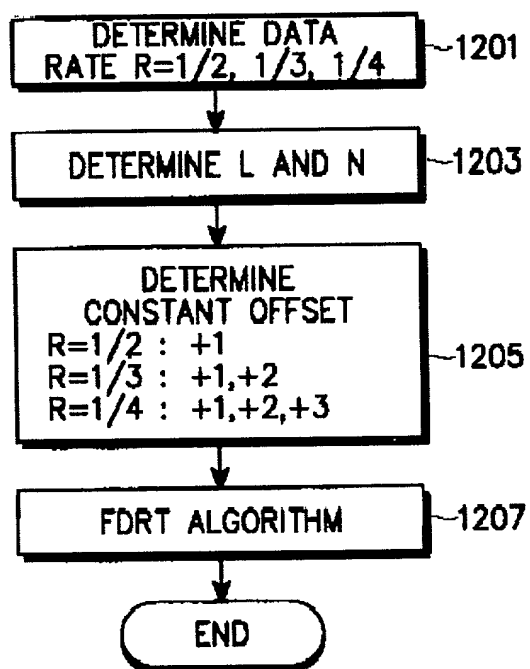 DETERMINE DATA
RATE R=1/2, 1/3, 1/4
1201
DETERMINE L AND N
1203
DETERMINE
CONSTANT OFFSET
R=1/2 : +1
R=1/3 : +1,+2
R=1/4 : +1,+2,+3
1205
FDRT ALGORITHM
1207
END